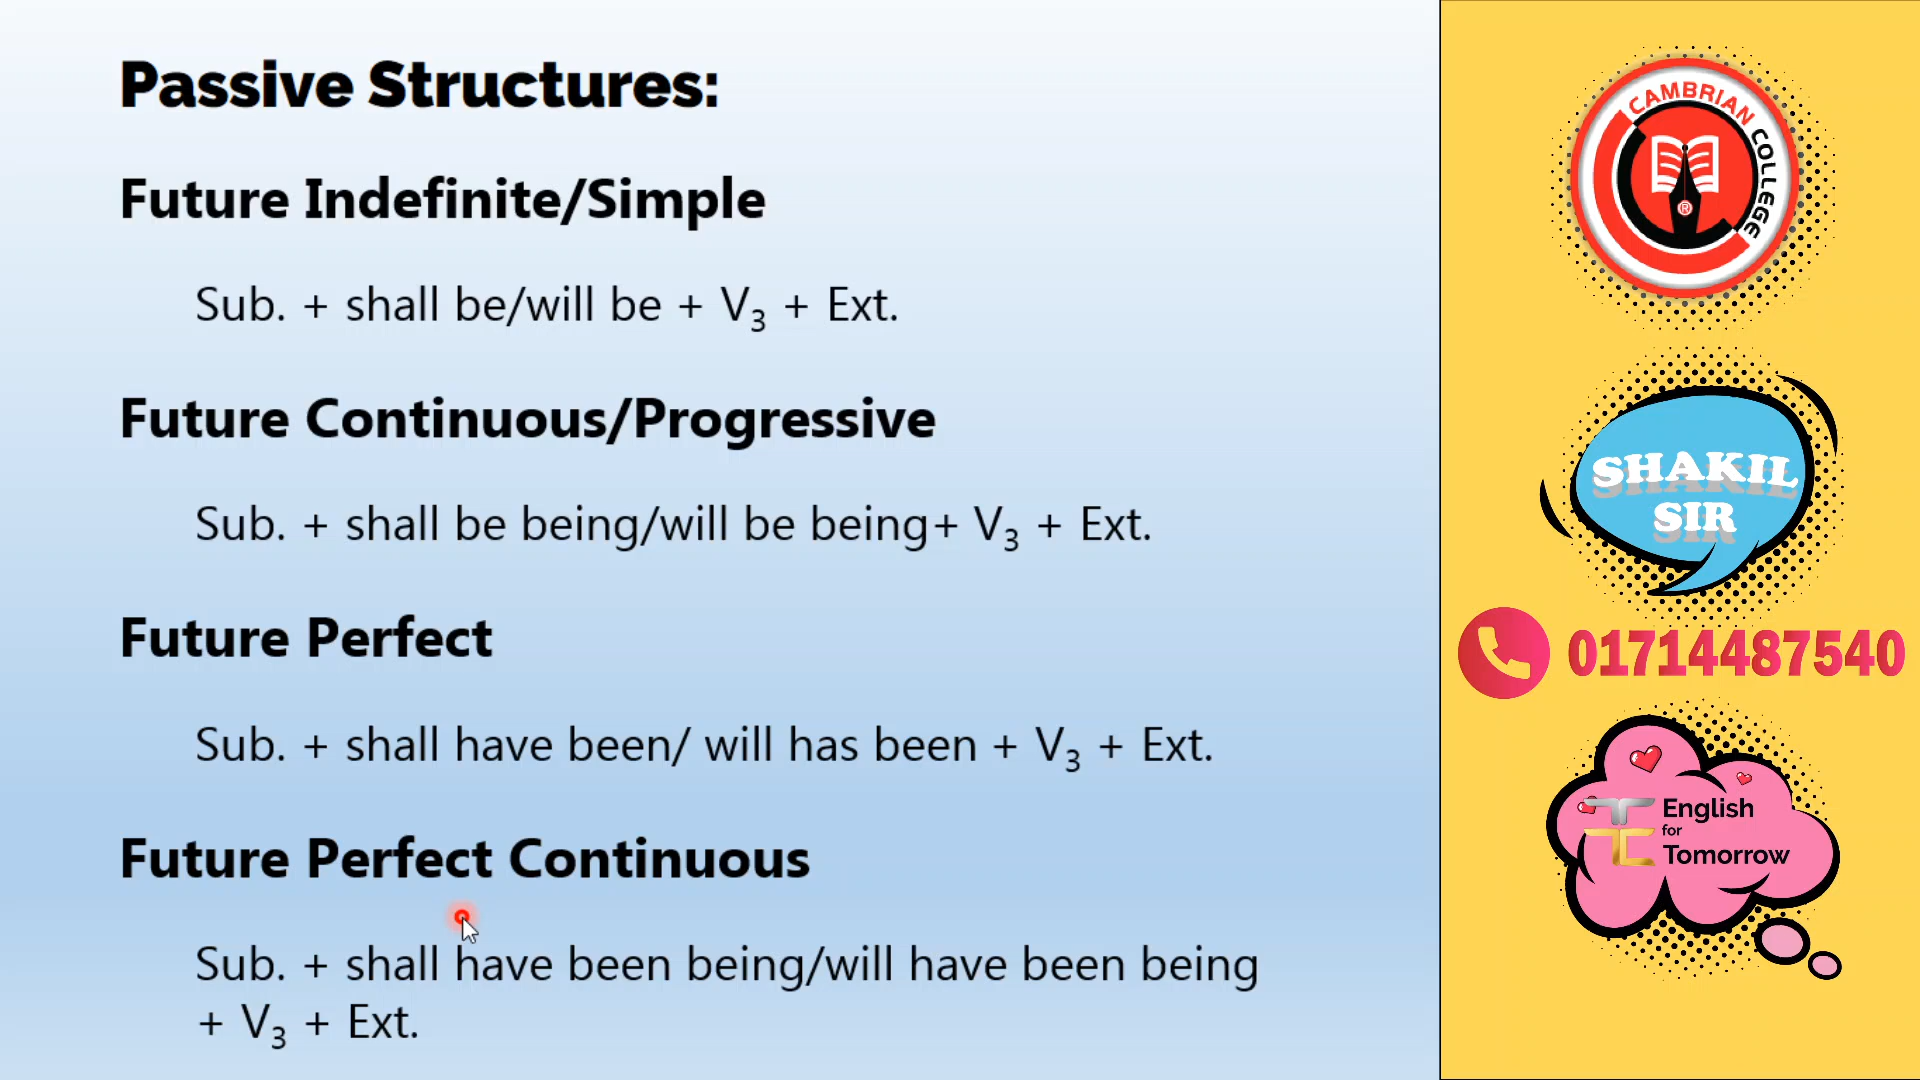 Passive Structures:
Future Indefinite/Simple
Sub. + shall be/will be + V₃ + Ext.
Future Continuous/Progressive
Sub. + shall be being/will be being+ V₃ + Ext.
Future Perfect
Sub. + shall have been/ will has been + V₃ + Ext.
Future Perfect Continuous
Sub. + shall have been being/will have been being
+ V₃ + Ext.
CAMBRIAN COLLEGE
®
SHAKIL
SIR
01714487540
English
for
Tomorrow